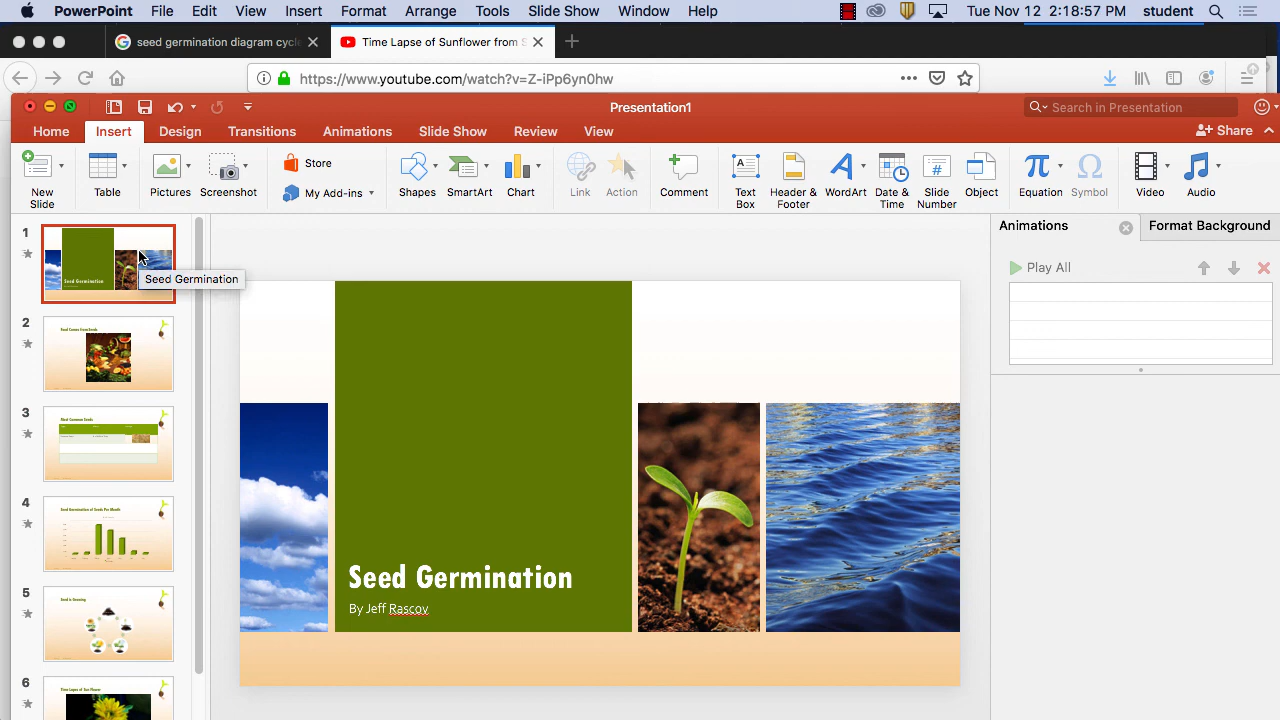 PowerPoint File Edit View Insert Format Arrange Tools Slide Show Window Help Tue Nov 12 2:18:57 PM student
seed germination diagram cycle
Time Lapse of Sunflower from S
https://www.youtube.com/watch?v=Z-iPp6yn0hw
Presentation1
Search in Presentation
Home Insert Design Transitions Animations Slide Show Review View
Share
New Slide
Table
Pictures
Screenshot
Store
My Add-ins
Shapes
SmartArt
Chart
Link
Action
Comment
Text Box
Header & Footer
WordArt
Date & Time
Slide Number
Object
Equation
Symbol
Video
Audio
1
Seed Germination
Seed Germination
2
3
Most Common Seeds
4
Seed Germination of Seeds Per Month
5
Seed is Growing
6
Time Lapse of Sun Flower
Seed Germination
By Jeff Rascov
Animations
Format Background
Play All